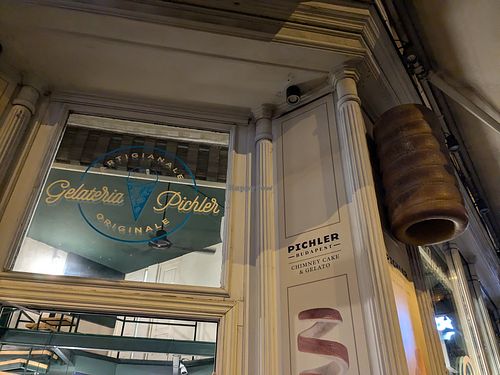 ARTIGIANALE
Gelateria Pichler
ORIGINALE
PICHLER
BUDAPEST
CHIMNEY CAKE
& GELATO